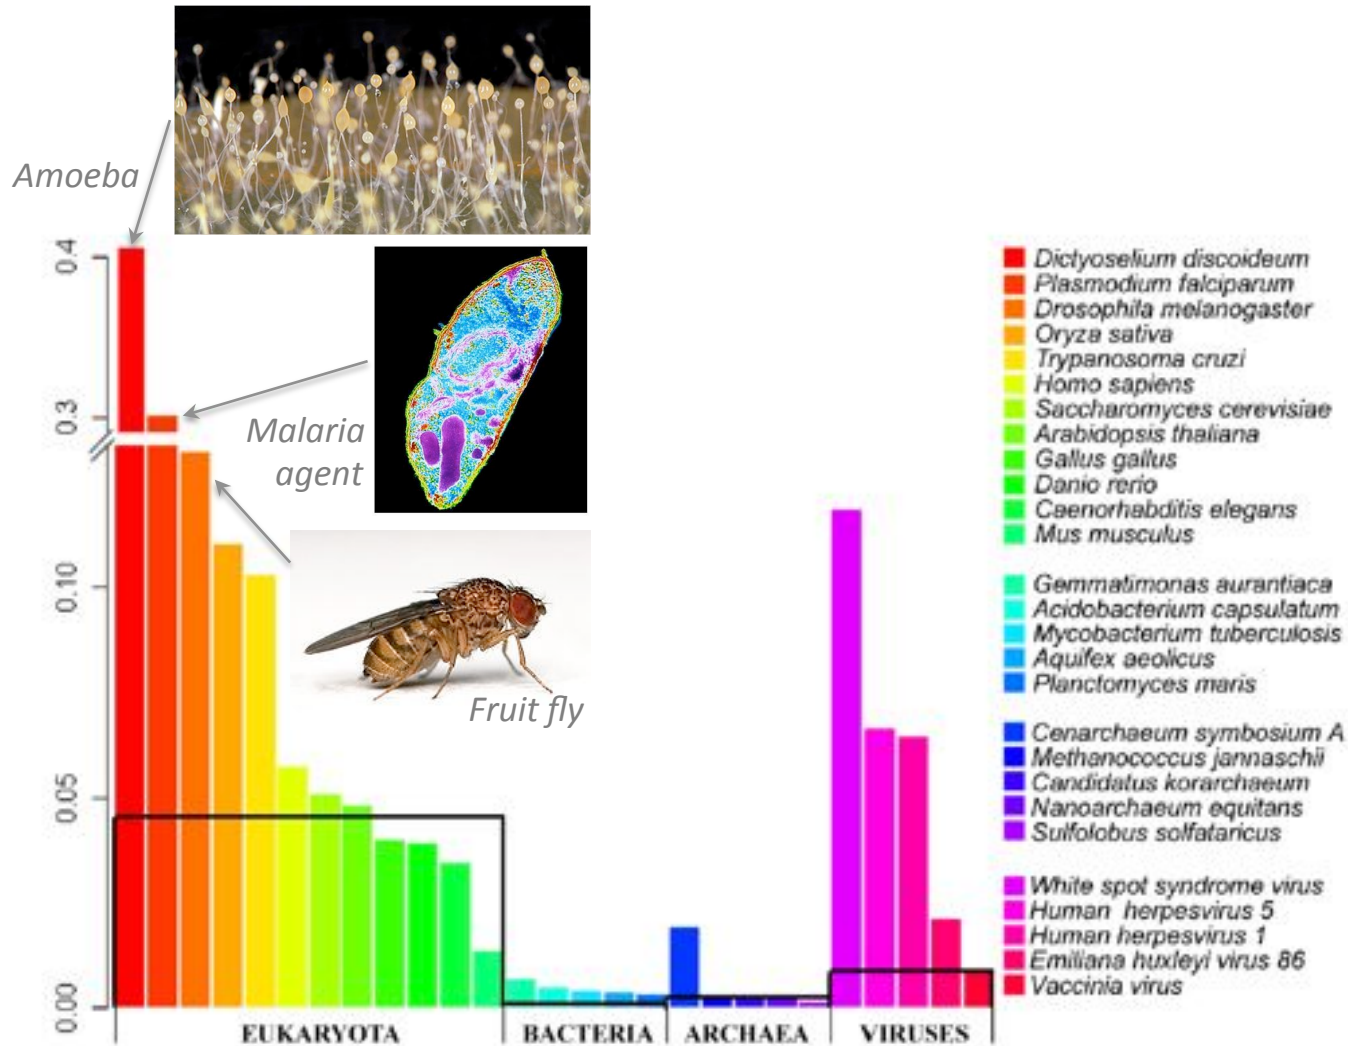 Amoeba
Malaria
agent
Fruit fly
0.4
0.3
0.10
0.05
0.00
EUKARYOTA
BACTERIA
ARCHAEA
VIRUSES
Dictyoselium discoideum
Plasmodium falciparum
Drosophila melanogaster
Oryza sativa
Trypanosoma cruzi
Homo sapiens
Saccharomyces cerevisiae
Arabidopsis thaliana
Gallus gallus
Danio rerio
Caenorhabditis elegans
Mus musculus
Gemmatimonas aurantiaca
Acidobacterium capsulatum
Mycobacterium tuberculosis
Aquifex aeolicus
Planctomyces maris
Cenarchaeum symbosium A
Methanococcus jannaschii
Candidatus korarchaeum
Nanoarchaeum equitans
Sulfolobus solfataricus
White spot syndrome virus
Human herpesvirus 5
Human herpesvirus 1
Emiliana huxleyi virus 86
Vaccinia virus